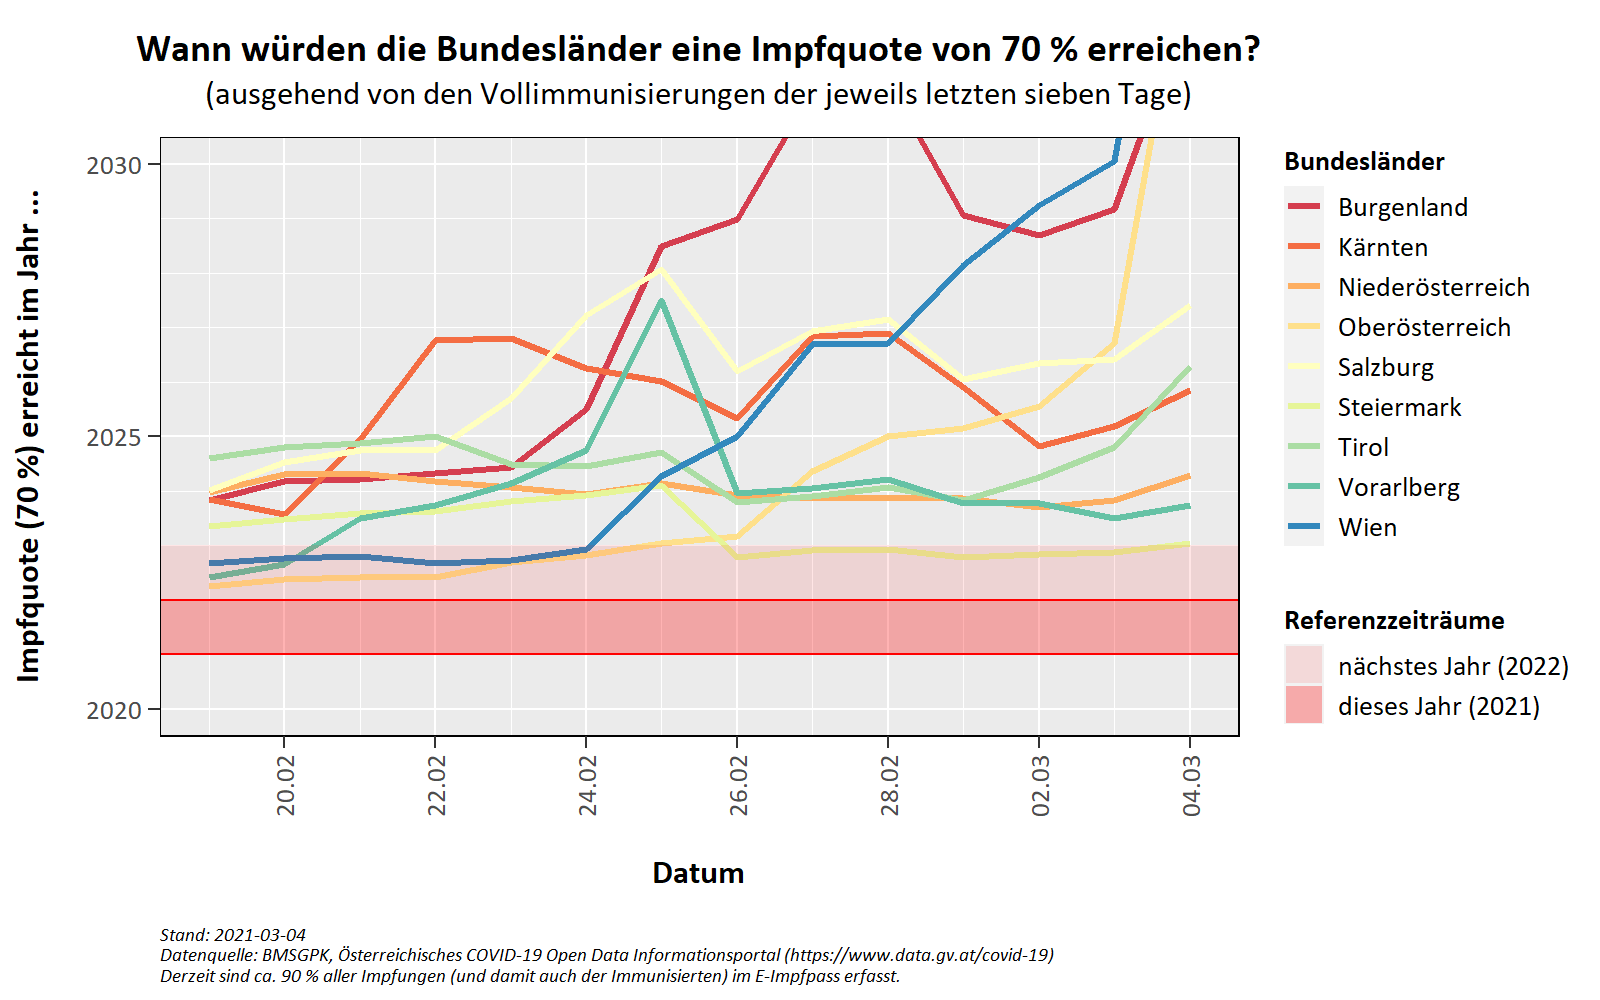 Wann würden die Bundesländer eine Impfquote von 70 % erreichen?
(ausgehend von den Vollimmunisierungen der jeweils letzten sieben Tage)
Impfquote (70 %) erreicht im Jahr ...
2030
2025
2020
20.02
22.02
24.02
26.02
28.02
02.03
04.03
Datum
Bundesländer
Burgenland
Kärnten
Niederösterreich
Oberösterreich
Salzburg
Steiermark
Tirol
Vorarlberg
Wien
Referenzzeiträume
nächstes Jahr (2022)
dieses Jahr (2021)
Stand: 2021-03-04
Datenquelle: BMSGPK, Österreichisches COVID-19 Open Data Informationsportal (https://www.data.gv.at/covid-19)
Derzeit sind ca. 90 % aller Impfungen (und damit auch der Immunisierten) im E-Impfpass erfasst.